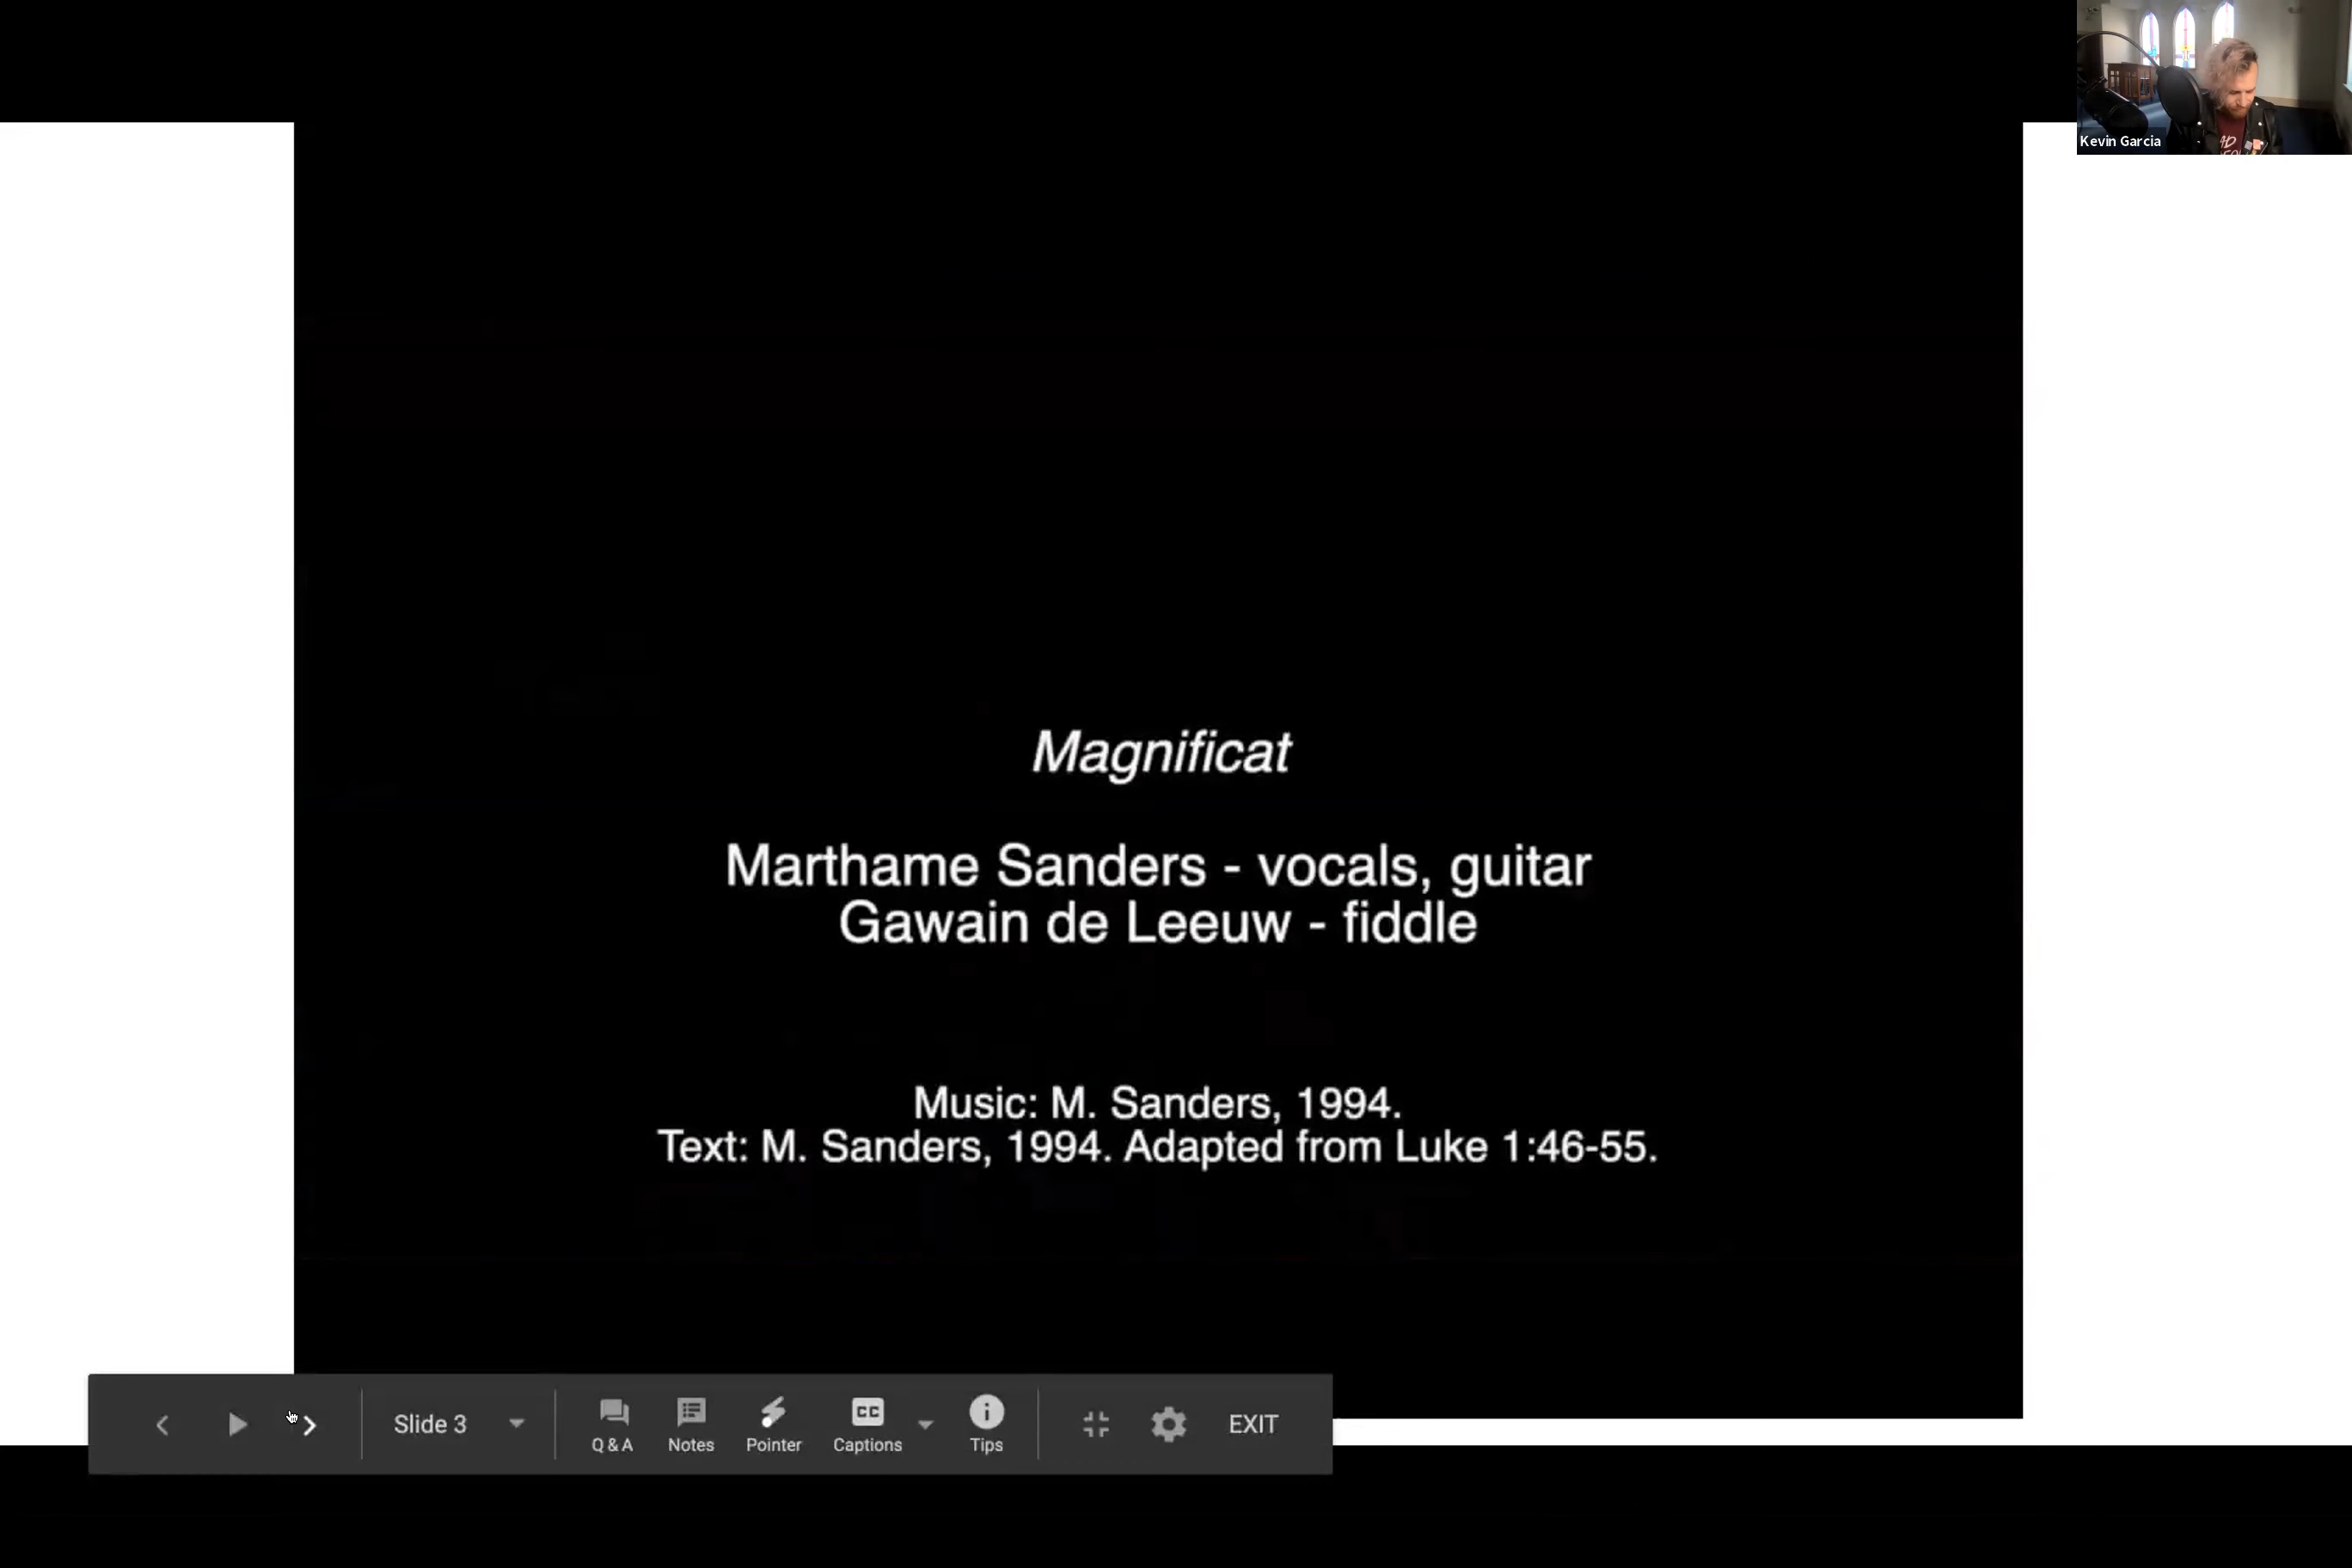 Kevin Garcia
Magnificat
Marthame Sanders - vocals, guitar
Gawain de Leeuw - fiddle
Music: M. Sanders, 1994.
Text: M. Sanders, 1994. Adapted from Luke 1:46-55.
Slide 3
Q & A
Notes
Pointer
CC
Captions
Tips
EXIT